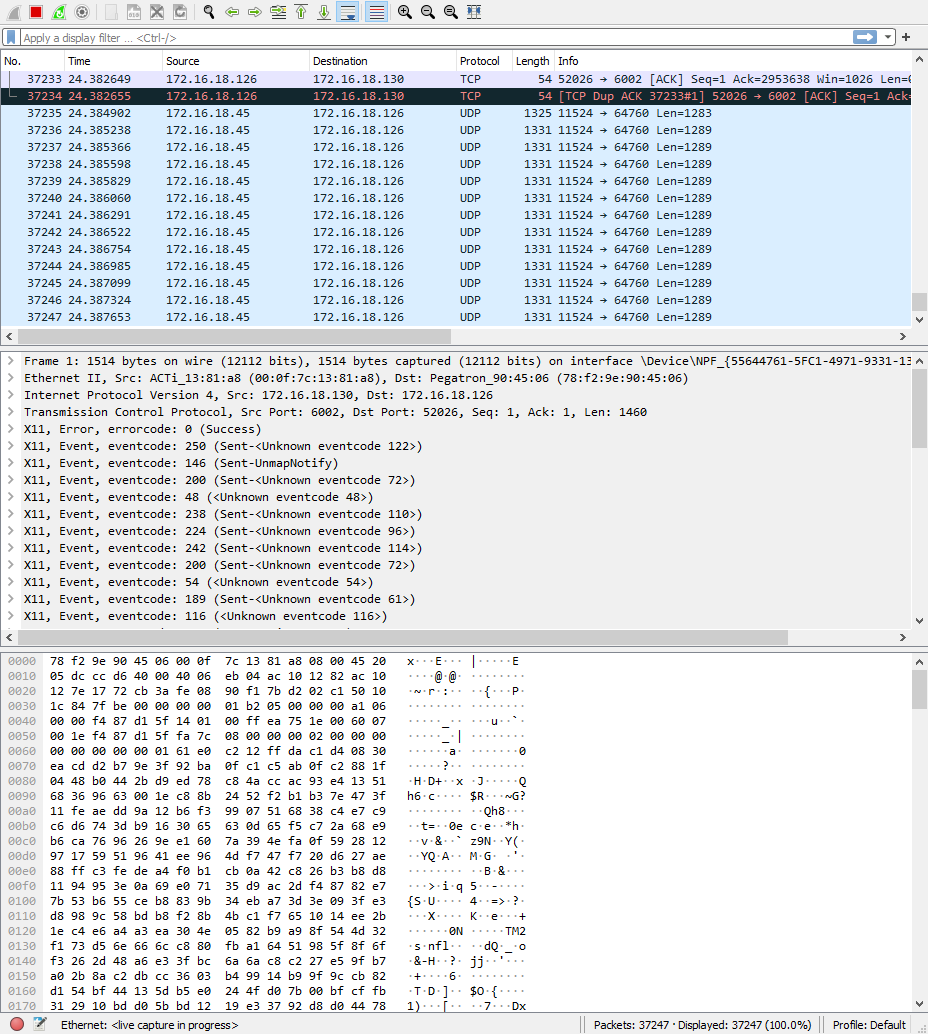 Apply a display filter ... <Ctrl-/>
No. Time Source Destination Protocol Length Info
37233 24.382649 172.16.18.126 172.16.18.130 TCP 54 52026 → 6002 [ACK] Seq=1 Ack=2953638 Win=1026 Len=0
37234 24.382655 172.16.18.126 172.16.18.130 TCP 54 [TCP Dup ACK 37233#1] 52026 → 6002 [ACK] Seq=1 Ack=
37235 24.384902 172.16.18.45 172.16.18.126 UDP 1325 11524 → 64760 Len=1283
37236 24.385238 172.16.18.45 172.16.18.126 UDP 1331 11524 → 64760 Len=1289
37237 24.385366 172.16.18.45 172.16.18.126 UDP 1331 11524 → 64760 Len=1289
37238 24.385598 172.16.18.45 172.16.18.126 UDP 1331 11524 → 64760 Len=1289
37239 24.385829 172.16.18.45 172.16.18.126 UDP 1331 11524 → 64760 Len=1289
37240 24.386060 172.16.18.45 172.16.18.126 UDP 1331 11524 → 64760 Len=1289
37241 24.386291 172.16.18.45 172.16.18.126 UDP 1331 11524 → 64760 Len=1289
37242 24.386522 172.16.18.45 172.16.18.126 UDP 1331 11524 → 64760 Len=1289
37243 24.386754 172.16.18.45 172.16.18.126 UDP 1331 11524 → 64760 Len=1289
37244 24.386985 172.16.18.45 172.16.18.126 UDP 1331 11524 → 64760 Len=1289
37245 24.387099 172.16.18.45 172.16.18.126 UDP 1331 11524 → 64760 Len=1289
37246 24.387324 172.16.18.45 172.16.18.126 UDP 1331 11524 → 64760 Len=1289
37247 24.387653 172.16.18.45 172.16.18.126 UDP 1331 11524 → 64760 Len=1289
Frame 1: 1514 bytes on wire (12112 bits), 1514 bytes captured (12112 bits) on interface \Device\NPF_{55644761-5FC1-4971-9331-13
Ethernet II, Src: ACTi_13:81:a8 (00:0f:7c:13:81:a8), Dst: Pegatron_90:45:06 (78:f2:9e:90:45:06)
Internet Protocol Version 4, Src: 172.16.18.130, Dst: 172.16.18.126
Transmission Control Protocol, Src Port: 6002, Dst Port: 52026, Seq: 1, Ack: 1, Len: 1460
X11, Error, errorcode: 0 (Success)
X11, Event, eventcode: 250 (Sent-<Unknown eventcode 122>)
X11, Event, eventcode: 146 (Sent-UnmapNotify)
X11, Event, eventcode: 200 (Sent-<Unknown eventcode 72>)
X11, Event, eventcode: 48 (<Unknown eventcode 48>)
X11, Event, eventcode: 238 (Sent-<Unknown eventcode 110>)
X11, Event, eventcode: 224 (Sent-<Unknown eventcode 96>)
X11, Event, eventcode: 242 (Sent-<Unknown eventcode 114>)
X11, Event, eventcode: 200 (Sent-<Unknown eventcode 72>)
X11, Event, eventcode: 54 (<Unknown eventcode 54>)
X11, Event, eventcode: 189 (Sent-<Unknown eventcode 61>)
X11, Event, eventcode: 116 (<Unknown eventcode 116>)
0000 78 f2 9e 90 45 06 00 0f 7c 13 81 a8 08 00 45 20 x···E··· |·····E
0010 05 dc cc d6 40 00 40 06 eb 04 ac 10 12 82 ac 10 ····@·@· ········
0020 12 7e 17 72 cb 3a fe 08 90 f1 7b d2 02 c1 50 10 ·~·r·:·· ··{···P·
0030 1c 84 7f be 00 00 00 00 01 b2 05 00 00 00 a1 06 ········ ········
0040 00 00 f4 87 d1 5f 14 01 00 ff ea 75 1e 00 60 07 ·····_·· ···u··`·
0050 00 1e f4 87 d1 5f fa 7c 08 00 00 00 02 00 00 00 ·····_·| ········
0060 00 00 00 00 00 01 61 e0 c2 12 ff da c1 d4 08 30 ······a· ·······0
0070 ea cd d2 b7 9e 3f 92 ba 0f c1 c5 ab 0f c2 88 1f ·····?·· ········
0080 04 48 b0 44 2b d9 ed 78 c8 4a cc ac 93 e4 13 51 ·H·D+··x ·J·····Q
0090 68 36 96 63 00 1e c8 8b 24 52 f2 b1 b3 7e 47 3f h6·c···· $R···~G?
00a0 11 fe ae dd 9a 12 b6 f3 99 07 51 68 38 c4 e7 c9 ········ ··Qh8···
00b0 c6 d6 74 3d b9 16 30 65 63 0d 65 f5 c7 2a 68 e9 ··t=··0e c·e··*h·
00c0 b6 ca 76 96 26 9e e1 60 7a 39 4e fa 0f 59 28 12 ··v·&··` z9N··Y(·
00d0 97 17 59 51 96 41 ee 96 4d f7 47 f7 20 d6 27 ae ··YQ·A·· M·G· ·'·
00e0 88 ff c3 fe de a4 f0 b1 cb 0a 42 c8 26 b3 b8 d8 ········ ··B·&···
00f0 11 94 95 3e 0a 69 e0 71 35 d9 ac 2d f4 87 82 e7 ···>·i·q 5··-····
0100 7b 53 b6 55 ce b8 83 9b 34 eb a7 3d 3e 09 3f e3 {S·U···· 4··=>·?·
0110 d8 98 9c 58 bd b8 f2 8b 4b c1 f7 65 10 14 ee 2b ···X···· K··e···+
0120 1e c4 e6 a4 a3 ea 30 4e 05 82 b9 a9 8f 54 4d 32 ······0N ·····TM2
0130 f1 73 d5 6e 66 6c c8 80 fb a1 64 51 98 5f 8f 6f ·s·nfl·· ··dQ·_·o
0140 f3 26 2d 48 a6 e3 3f bc 6a 6a c8 c2 27 e5 9f b7 ·&-H··?· jj··'···
0150 a0 2b 8a c2 db cc 36 03 b4 99 14 b9 9f 9c cb 82 ·+····6· ········
0160 d1 54 bf 44 13 5d b5 e0 24 4f d0 7b 00 bf cf fb ·T·D·]·· $O·{····
0170 31 29 10 bd d0 5b bd 12 19 e3 37 92 d8 d0 44 78 1)···[·· ··7···Dx
Ethernet: <live capture in progress> Packets: 37247 · Displayed: 37247 (100.0%) Profile: Default